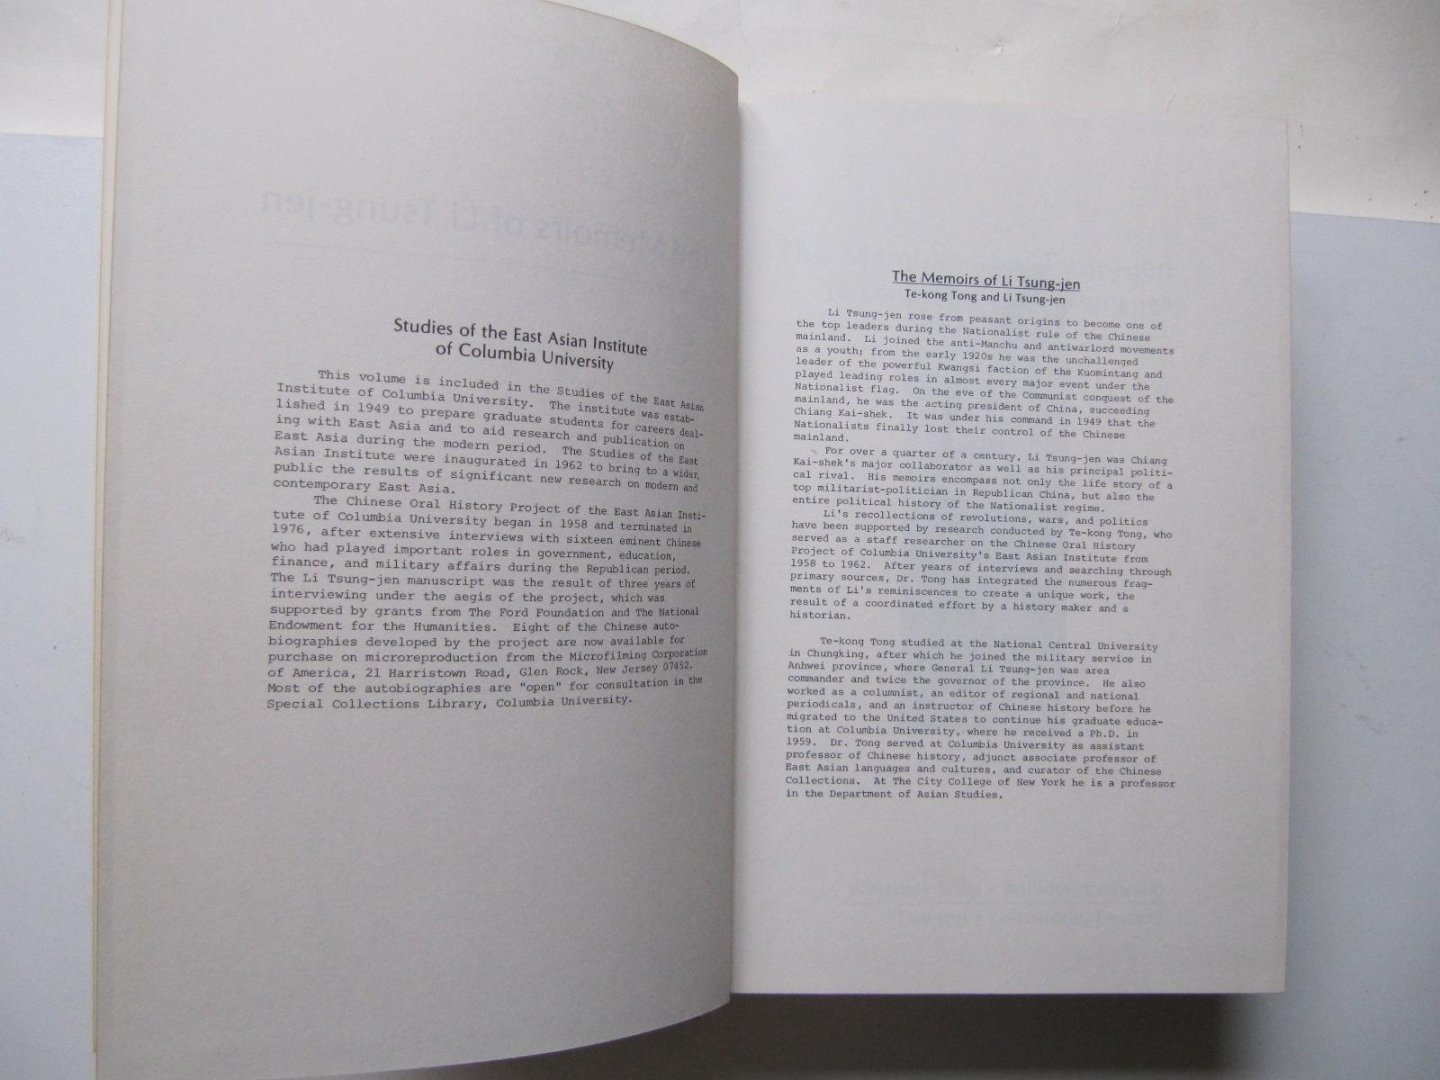 Studies of the East Asian Institute
of Columbia University
This volume is included in the Studies of the East Asian
Institute of Columbia University. The institute was estab-
lished in 1949 to prepare graduate students for careers deal-
ing with East Asia and to aid research and publication on
East Asia during the modern period. The Studies of the East
Asian Institute were inaugurated in 1962 to bring to a wider
public the results of significant new research on modern and
contemporary East Asia.
The Chinese Oral History Project of the East Asian Insti-
tute of Columbia University began in 1958 and terminated in
1976, after extensive interviews with sixteen eminent Chinese
who had played important roles in government, education,
finance, and military affairs during the Republican period.
The Li Tsung-jen manuscript was the result of three years of
interviewing under the aegis of the project, which was
supported by grants from The Ford Foundation and The National
Endowment for the Humanities. Eight of the Chinese auto-
biographies developed by the project are now available for
purchase on microreproduction from the Microfilming Corporation
of America, 21 Harristown Road, Glen Rock, New Jersey 07452.
Most of the autobiographies are "open" for consultation in the
Special Collections Library, Columbia University.
The Memoirs of Li Tsung-jen
Te-kong Tong and Li Tsung-jen
Li Tsung-jen rose from peasant origins to become one of
the top leaders during the Nationalist rule of the Chinese
mainland. Li joined the anti-Manchu and antiwarlord movements
as a youth; from the early 1920s he was the unchallenged
leader of the powerful Kwangsi faction of the Kuomintang and
played leading roles in almost every major event under the
Nationalist flag. On the eve of the Communist conquest of the
mainland, he was the acting president of China, succeeding
Chiang Kai-shek. It was under his command in 1949 that the
Nationalists finally lost their control of the Chinese
mainland.
For over a quarter of a century, Li Tsung-jen was Chiang
Kai-shek's major collaborator as well as his principal politi-
cal rival. His memoirs encompass not only the life story of a
top militarist-politician in Republican China, but also the
entire political history of the Nationalist regime.
Li's recollections of revolutions, wars, and politics
have been supported by research conducted by Te-kong Tong, who
served as a staff researcher on the Chinese Oral History
Project of Columbia University's East Asian Institute from
1958 to 1962. After years of interviews and searching through
primary sources, Dr. Tong has integrated the numerous frag-
ments of Li's reminiscences to create a unique work, the
result of a coordinated effort by a history maker and a
historian.
Te-kong Tong studied at the National Central University
in Chungking, after which he joined the military service in
Anhwei province, where General Li Tsung-jen was area
commander and twice the governor of the province. He also
worked as a columnist, an editor of regional and national
periodicals, and an instructor of Chinese history before he
migrated to the United States to continue his graduate educa-
tion at Columbia University, where he received a Ph.D. in
1959. Dr. Tong served at Columbia University as assistant
professor of Chinese history, adjunct associate professor of
East Asian languages and cultures, and curator of the Chinese
Collections. At The City College of New York he is a professor
in the Department of Asian Studies.